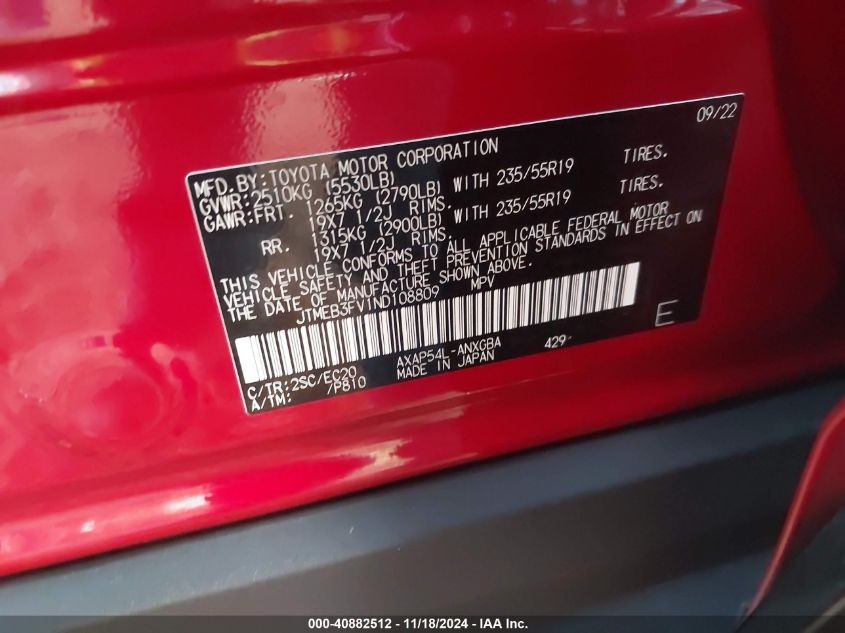 09/22
MFD.BY:TOYOTA MOTOR CORPORATION
GVWR:2510KG (5530LB)
GAWR:FRT. 1265KG (2790LB) WITH 235/55R19 TIRES.
19X7 1/2J RIMS.
RR. 1315KG (2900LB) WITH 235/55R19 TIRES.
19X7 1/2J RIMS.
THIS VEHICLE CONFORMS TO ALL APPLICABLE FEDERAL MOTOR
VEHICLE SAFETY AND THEFT PREVENTION STANDARDS IN EFFECT ON
THE DATE OF MANUFACTURE SHOWN ABOVE.
JTMEB3FV1ND108809 MPV
E
C/TR:2SC/EC20 AXAP54L-ANXGBA 429-
A/TM: /P810 MADE IN JAPAN
000-40882512 - 11/18/2024 - IAA Inc.